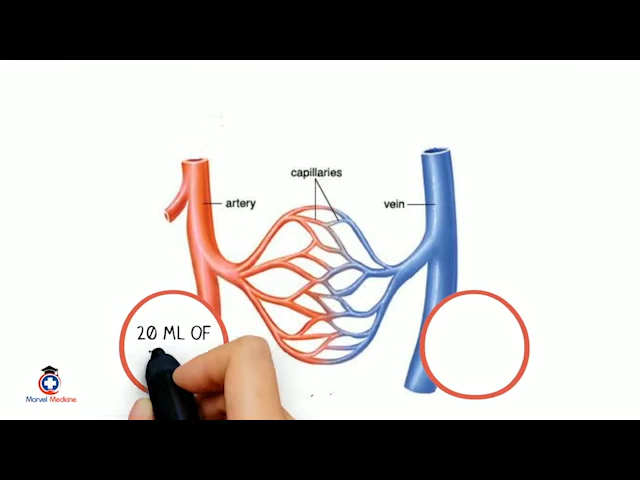 capillaries
artery
vein
20 ML OF
Marvel Medicine